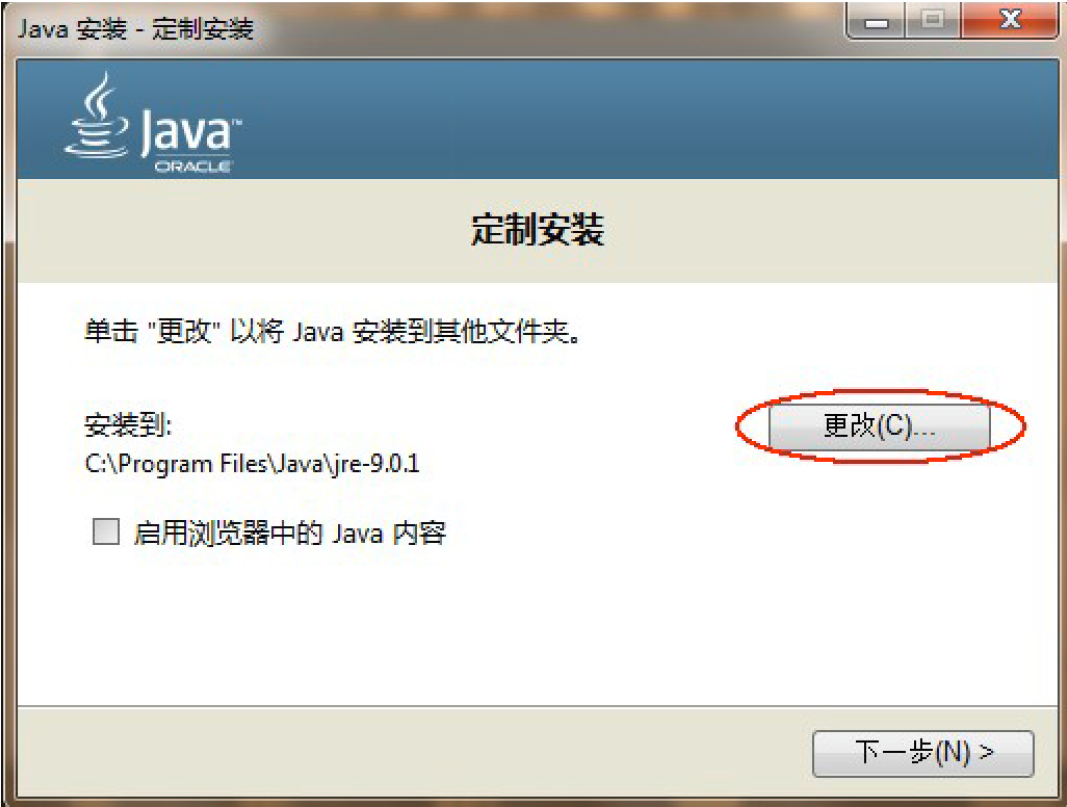 Java 安装 - 定制安装
Java™
ORACLE
定制安装
单击 "更改" 以将 Java 安装到其他文件夹。
安装到:
更改(C)...
C:\Program Files\Java\jre-9.0.1
启用浏览器中的 Java 内容
下一步(N) >